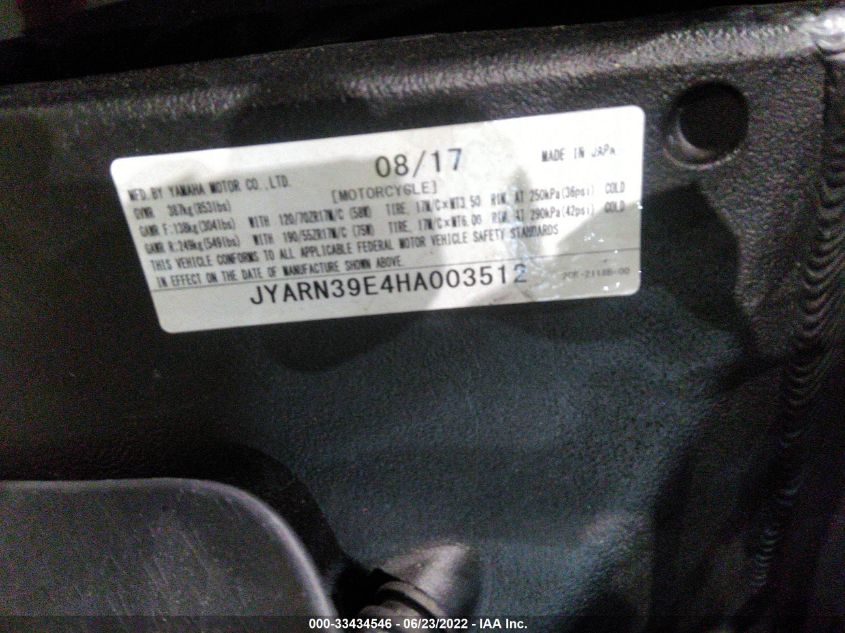 08/17
MADE IN JAPA
MFD.BY YAMAHA MOTOR CO.,LTD.
[MOTORCYCLE]
GVWR 387kg(853lbs)
GAWR F:138kg(304lbs) WITH 120/70ZR17M/C (58W) TIRE, 17M/C×MT3.50 RIM, AT 250kPa(36psi) COLD
GAWR R:249kg(549lbs) WITH 190/55ZR17M/C (75W) TIRE, 17M/C×MT6.00 RIM, AT 290kPa(42psi) COLD
THIS VEHICLE CONFORMS TO ALL APPLICABLE FEDERAL MOTOR VEHICLE SAFETY STANDARDS
IN EFFECT ON THE DATE OF MANUFACTURE SHOWN ABOVE
JYARN39E4HA003512
000-33434546 - 06/23/2022 - IAA Inc.